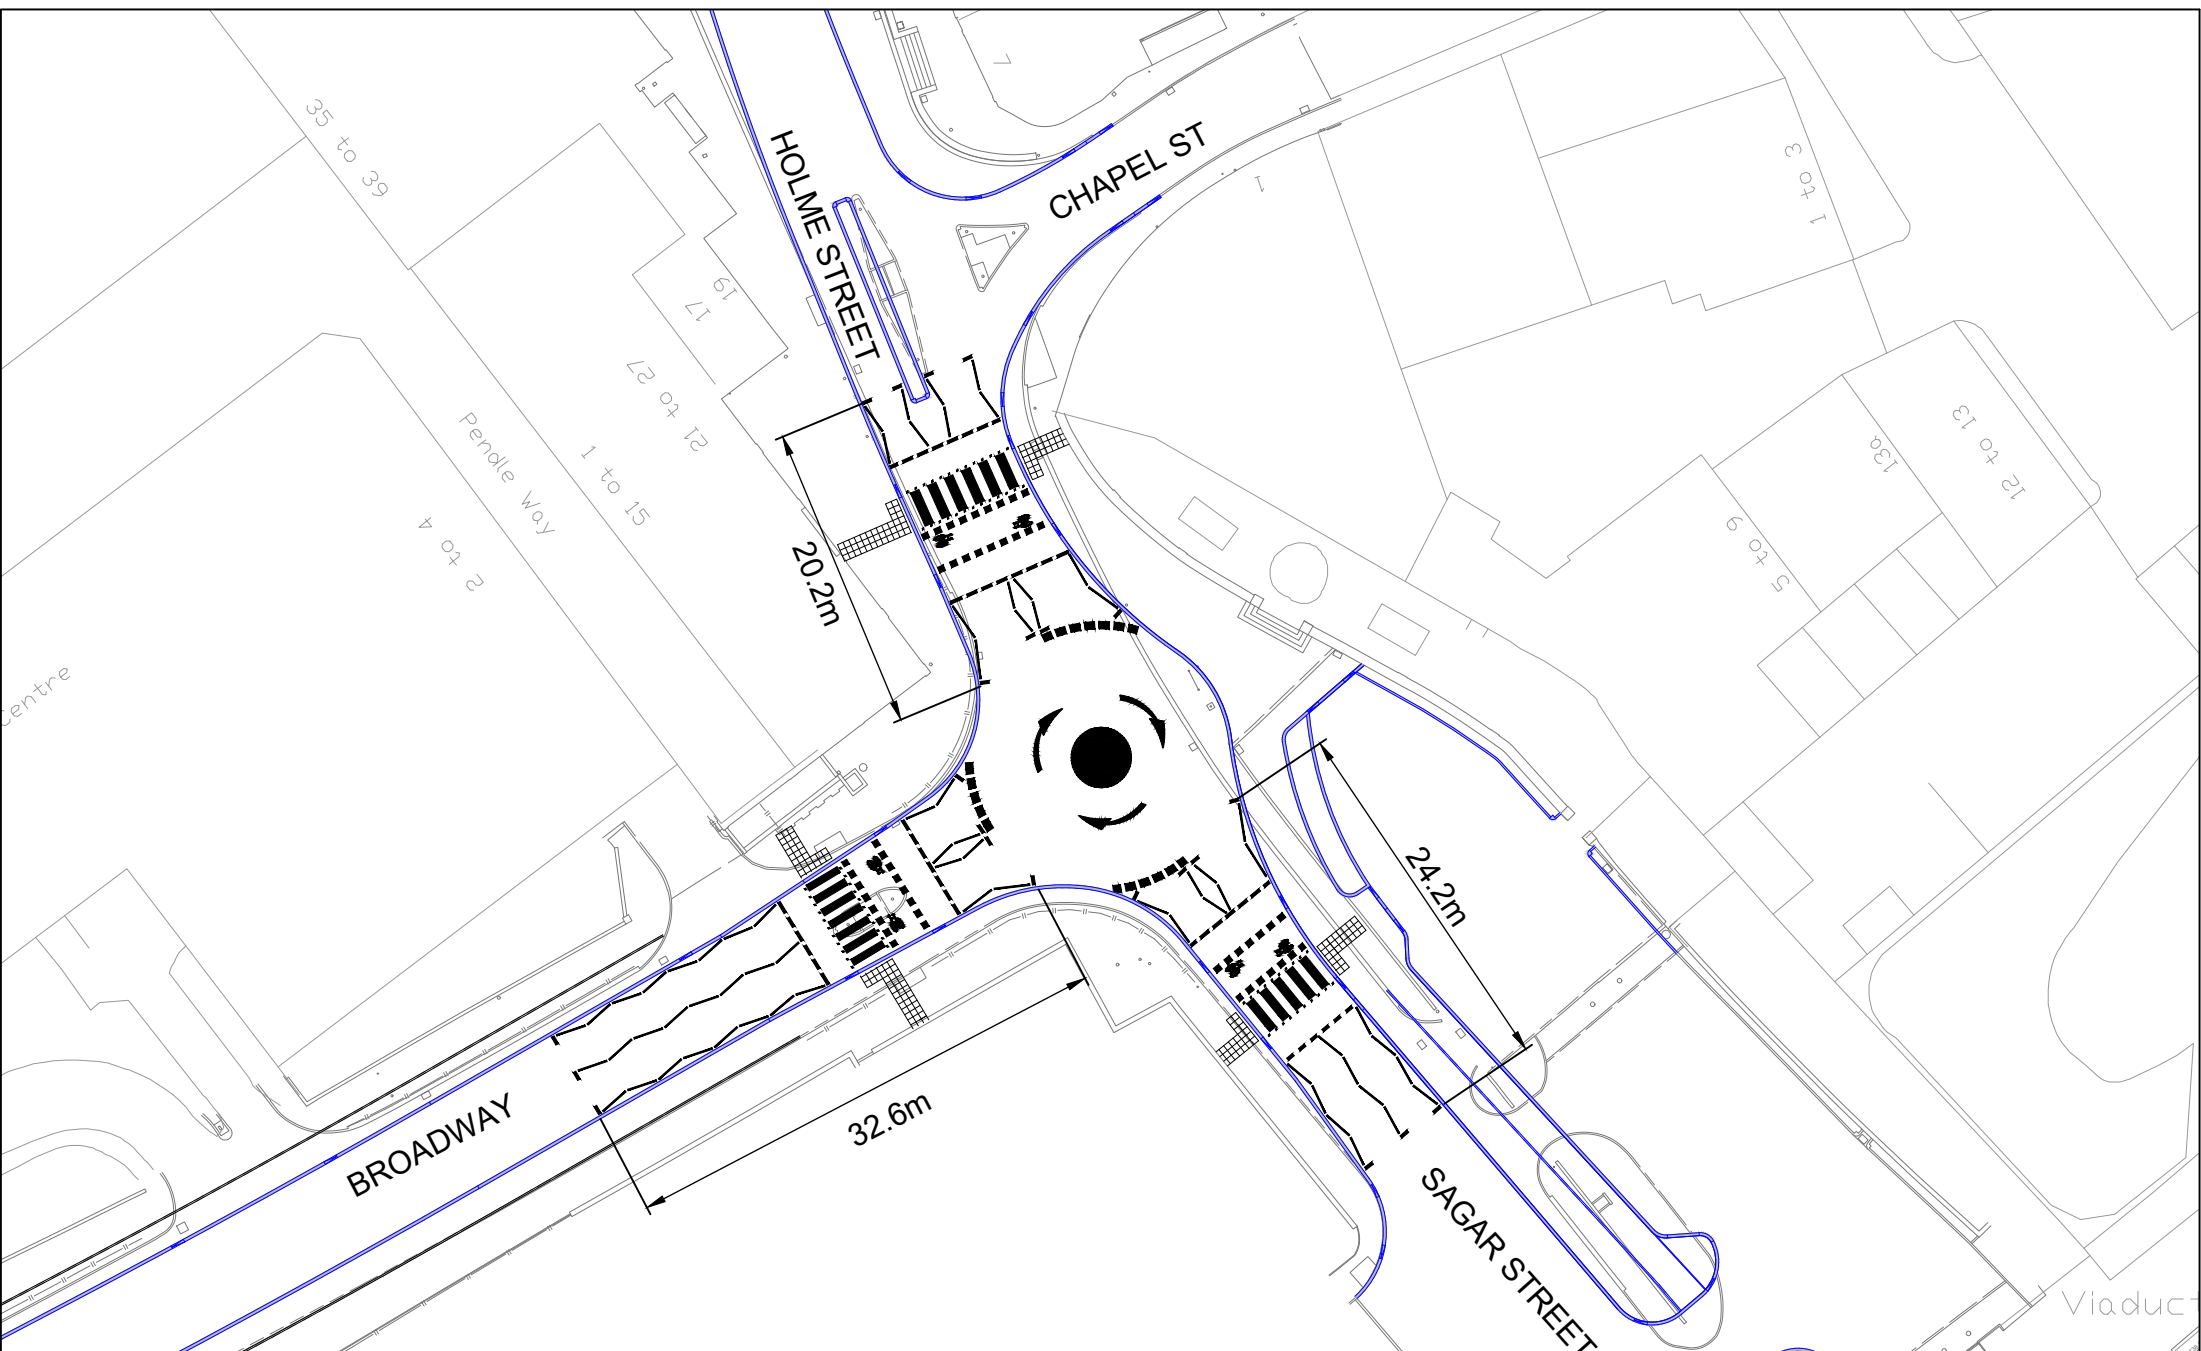 35 to 39
7
CHAPEL ST
HOLME STREET
1
1 to 3
19
17
21 to 27
Pendle Way
1 to 15
2 to 4
12 to 13
13a
5 to 9
20.2m
Centre
24.2m
32.6m
BROADWAY
SAGAR STREET
Viaduct